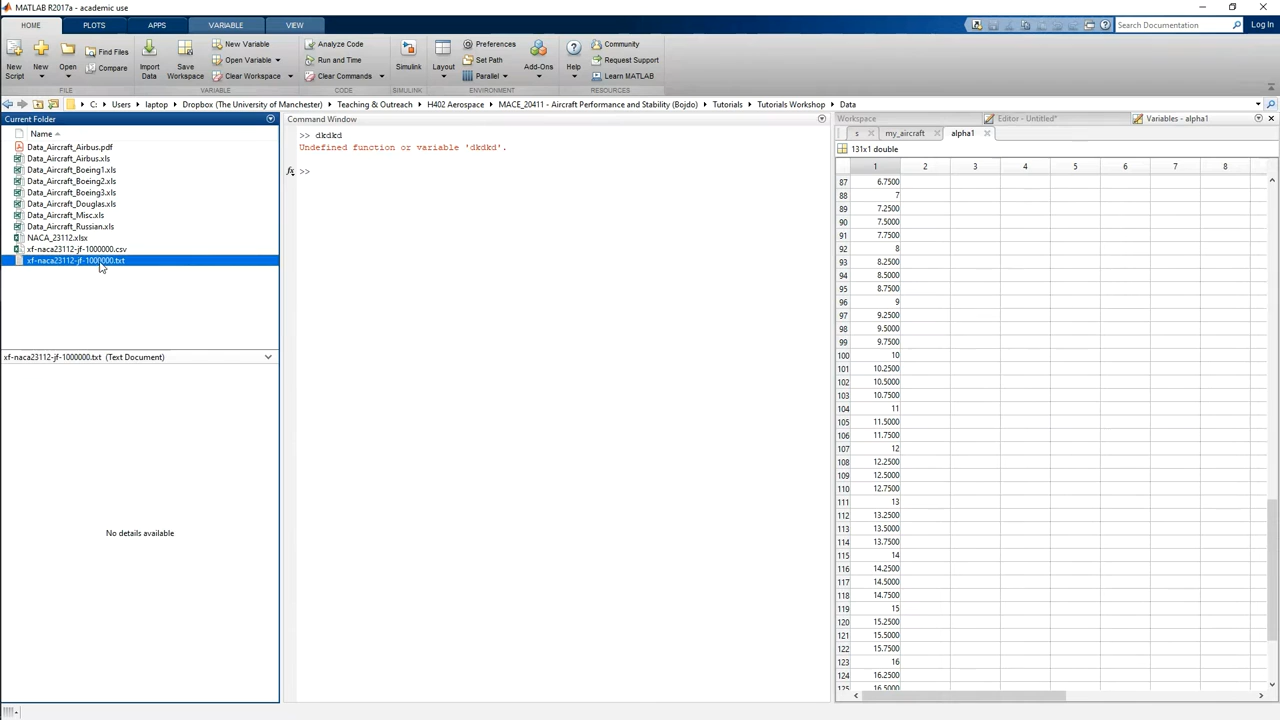 MATLAB R2017a - academic use
HOME PLOTS APPS VARIABLE VIEW
Search Documentation Log In
New Script
New
Open
Find Files
Compare
FILE
Import Data
Save Workspace
New Variable
Open Variable
Clear Workspace
VARIABLE
Analyze Code
Run and Time
Clear Commands
CODE
Simulink
SIMULINK
Layout
Preferences
Set Path
Parallel
Add-Ons
ENVIRONMENT
Help
Community
Request Support
Learn MATLAB
RESOURCES
C: Users laptop Dropbox (The University of Manchester) Teaching & Outreach H402 Aerospace MACE_20411 - Aircraft Performance and Stability (Bojdo) Tutorials Tutorials Workshop Data
Current Folder
Name
Data_Aircraft_Airbus.pdf
Data_Aircraft_Airbus.xls
Data_Aircraft_Boeing1.xls
Data_Aircraft_Boeing2.xls
Data_Aircraft_Boeing3.xls
Data_Aircraft_Douglas.xls
Data_Aircraft_Misc.xls
Data_Aircraft_Russian.xls
NACA_23112.xlsx
xf-naca23112-jf-1000000.csv
xf-naca23112-jf-1000000.txt
xf-naca23112-jf-1000000.txt (Text Document)
No details available
Command Window
>> dkdkd
Undefined function or variable 'dkdkd'.
fx >>
Workspace Editor - Untitled* Variables - alpha1
s my_aircraft alpha1
131x1 double
1 2 3 4 5 6 7 8
87 6.7500
88 7
89 7.2500
90 7.5000
91 7.7500
92 8
93 8.2500
94 8.5000
95 8.7500
96 9
97 9.2500
98 9.5000
99 9.7500
100 10
101 10.2500
102 10.5000
103 10.7500
104 11
105 11.5000
106 11.7500
107 12
108 12.2500
109 12.5000
110 12.7500
111 13
112 13.2500
113 13.5000
114 13.7500
115 14
116 14.2500
117 14.5000
118 14.7500
119 15
120 15.2500
121 15.5000
122 15.7500
123 16
124 16.2500
125 16.5000